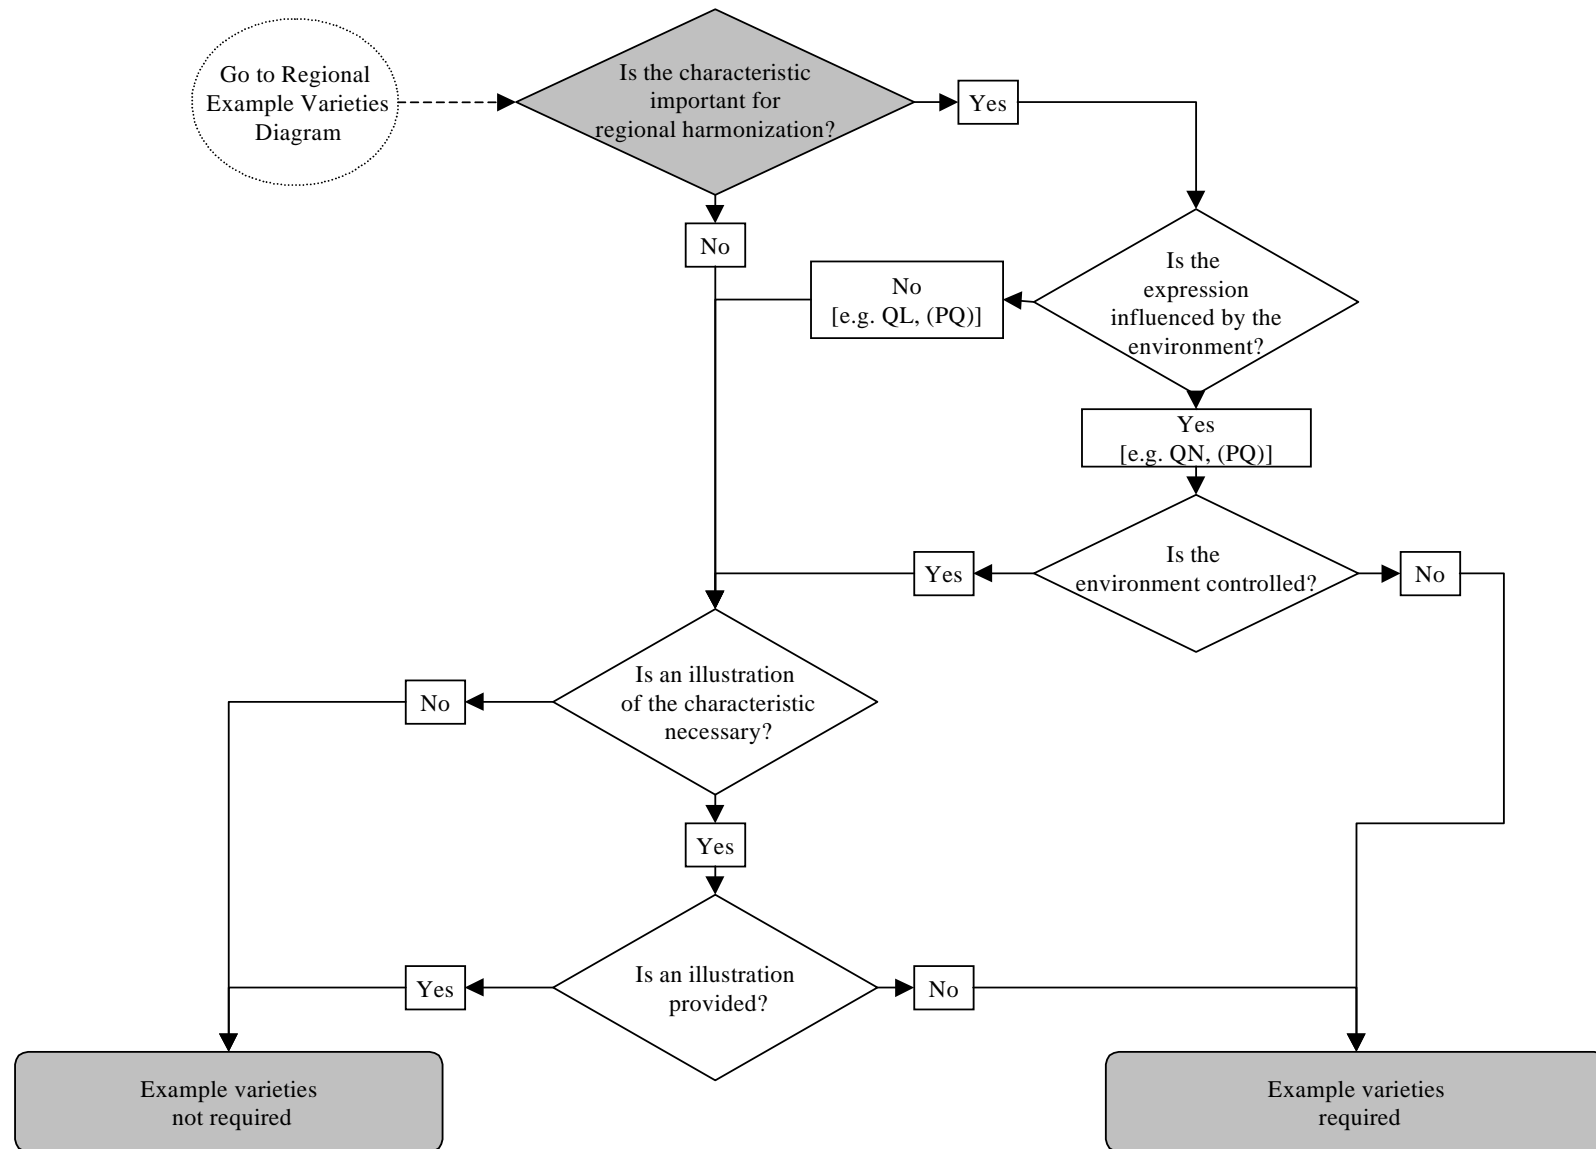 Go to Regional
Example Varieties
Diagram
Is the characteristic
important for
regional harmonization?
Yes
No
Is the
expression
influenced by the
environment?
No
[e.g. QL, (PQ)]
Yes
[e.g. QN, (PQ)]
Is the
environment controlled?
Yes
No
Is an illustration
of the characteristic
necessary?
No
Yes
Is an illustration
provided?
Yes
No
Example varieties
not required
Example varieties
required